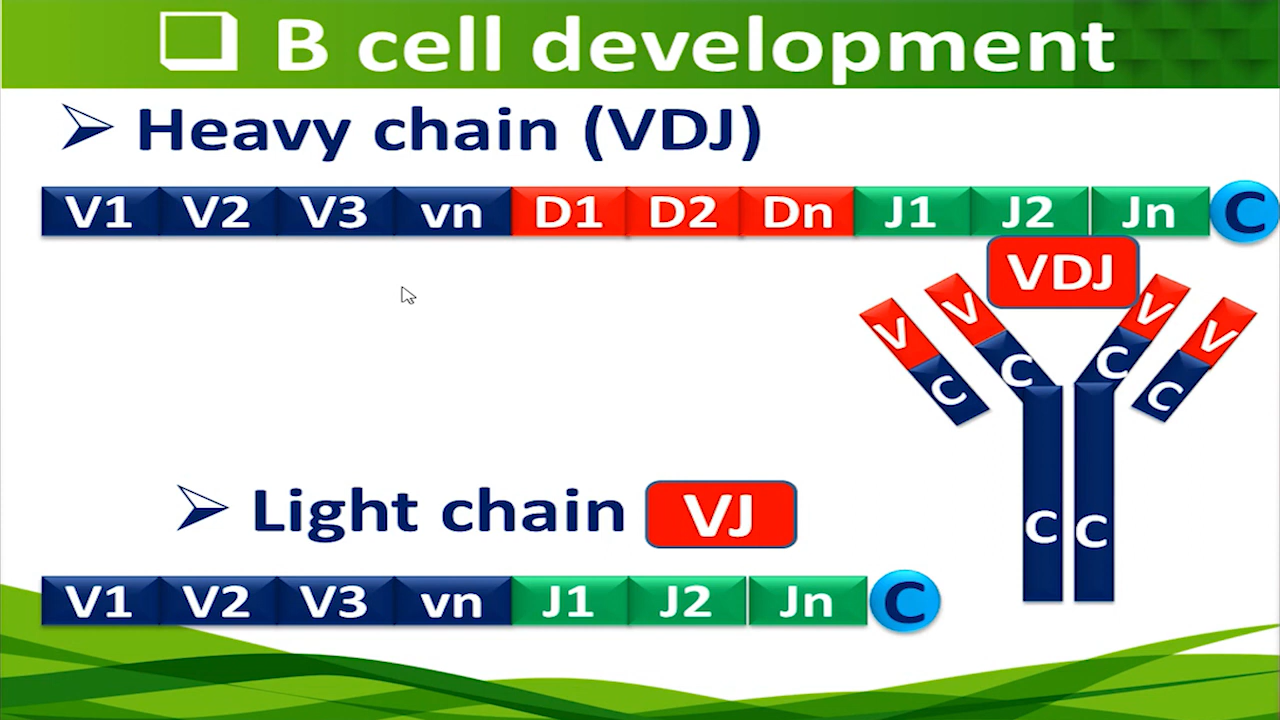 B cell development
Heavy chain (VDJ)
V1 V2 V3 vn D1 D2 Dn J1 J2 Jn C
VDJ
V V V V
C C C C
C C
Light chain VJ
V1 V2 V3 vn J1 J2 Jn C